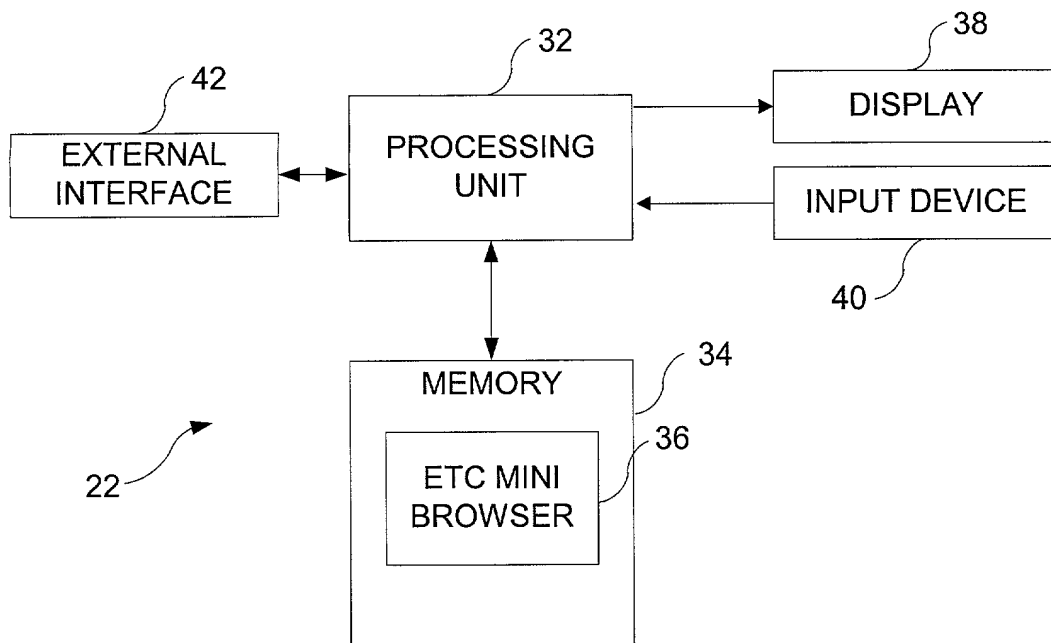 32
38
42
DISPLAY
PROCESSING
UNIT
EXTERNAL
INTERFACE
INPUT DEVICE
40
34
MEMORY
36
ETC MINI
BROWSER
22